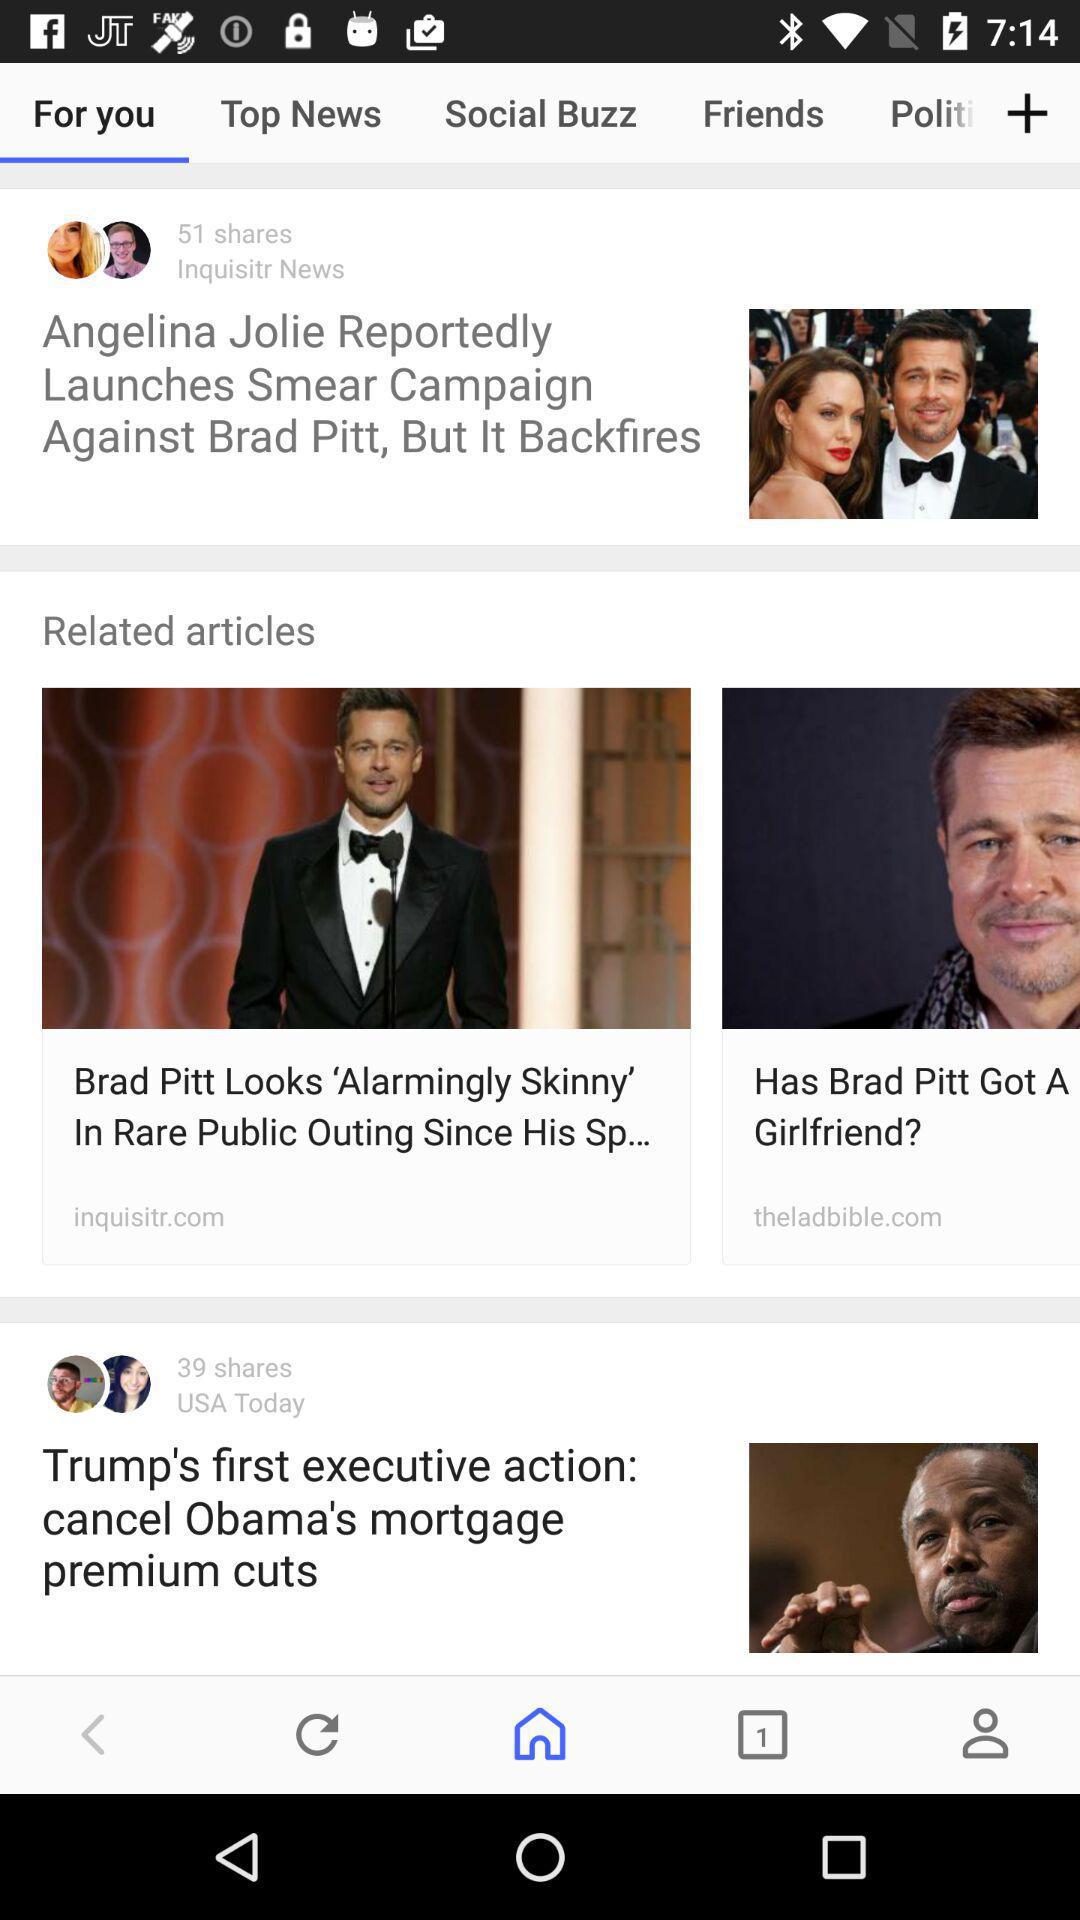 FAKE
7:14
For you
Top News
Social Buzz
Friends
Politi
51 shares
Inquisitr News
Angelina Jolie Reportedly
Launches Smear Campaign
Against Brad Pitt, But It Backfires
Related articles
Brad Pitt Looks ‘Alarmingly Skinny’
In Rare Public Outing Since His Sp...
inquisitr.com
Has Brad Pitt Got A
Girlfriend?
theladbible.com
39 shares
USA Today
Trump's first executive action:
cancel Obama's mortgage
premium cuts
1